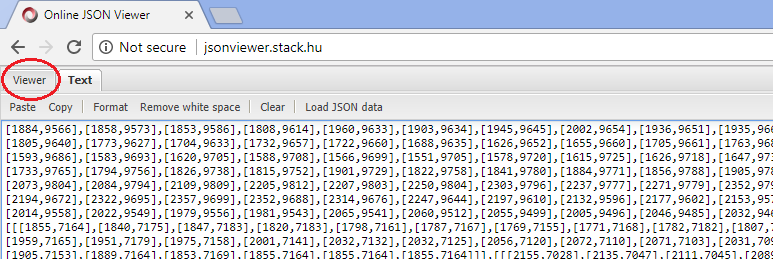 Online JSON Viewer
Not secure | jsonviewer.stack.hu
Viewer Text
Paste Copy Format Remove white space Clear Load JSON data
[1884,9566],[1858,9573],[1853,9586],[1808,9614],[1960,9633],[1903,9634],[1945,9645],[2002,9654],[1936,9651],[1935,966
[1805,9640],[1773,9627],[1704,9633],[1732,9657],[1722,9660],[1688,9635],[1626,9652],[1655,9660],[1705,9661],[1763,968
[1593,9686],[1583,9693],[1620,9705],[1588,9708],[1566,9699],[1551,9705],[1578,9720],[1615,9725],[1626,9718],[1647,973
[1733,9765],[1794,9756],[1826,9738],[1815,9752],[1901,9729],[1822,9758],[1841,9780],[1884,9771],[1856,9788],[1905,978
[2073,9804],[2084,9794],[2109,9809],[2205,9812],[2207,9803],[2250,9804],[2303,9796],[2237,9777],[2271,9779],[2352,979
[2194,9672],[2322,9695],[2357,9699],[2352,9688],[2314,9676],[2247,9644],[2197,9610],[2132,9596],[2177,9602],[2153,957
[2014,9558],[2022,9549],[1979,9556],[1981,9543],[2065,9541],[2060,9512],[2055,9499],[2005,9496],[2046,9485],[2032,946
[[[1855,7164],[1840,7175],[1847,7183],[1820,7183],[1798,7161],[1787,7167],[1769,7155],[1771,7168],[1782,7182],[1807,7
[1959,7165],[1951,7179],[1975,7158],[2001,7141],[2032,7132],[2032,7125],[2056,7120],[2072,7110],[2071,7103],[2031,709
[1905,7153],[1889,7164],[1853,7169],[1855,7164],[1855,7164],[1855,7164]]],[[[2155,7028],[2135,7047],[2111,7045],[2089